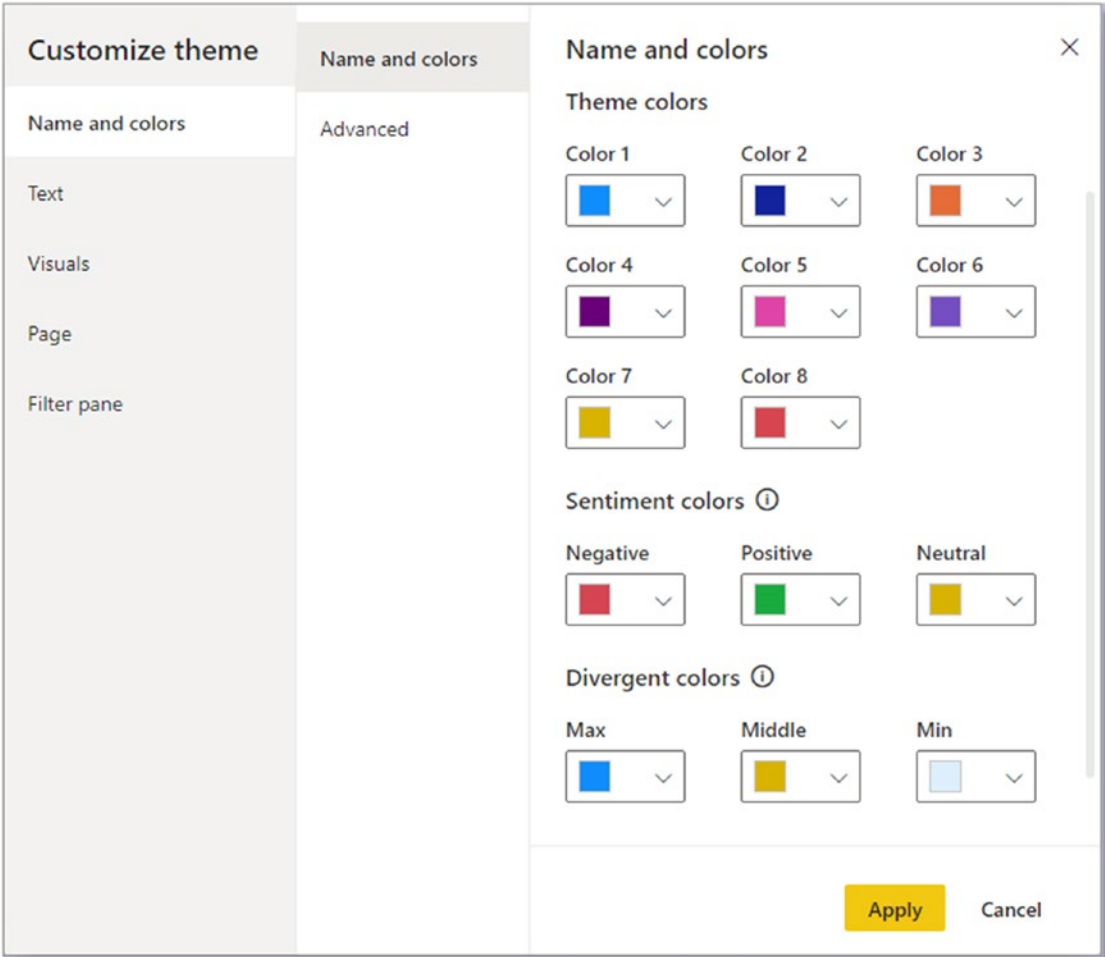 Customize theme
Name and colors
Text
Visuals
Page
Filter pane
Name and colors
Advanced
Name and colors
Theme colors
Color 1 Color 2 Color 3
Color 4 Color 5 Color 6
Color 7 Color 8
Sentiment colors
Negative Positive Neutral
Divergent colors
Max Middle Min
Apply Cancel